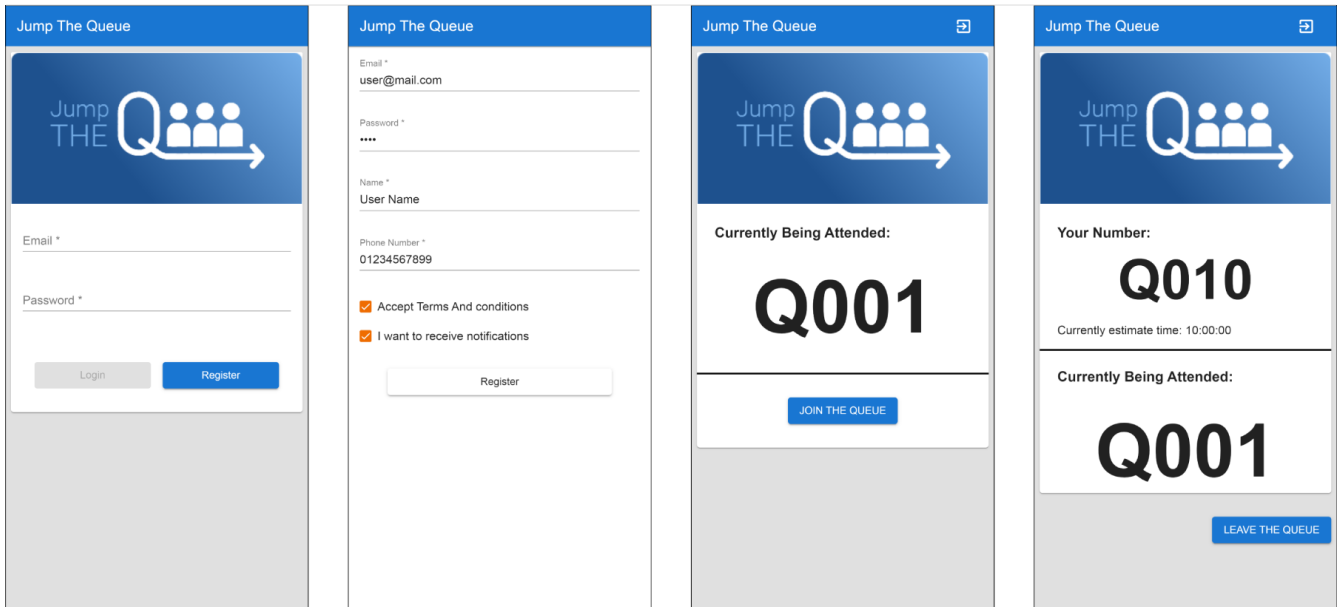 Jump The Queue
Jump
THE
Email *
Password *
Login
Register
Jump The Queue
Email *
user@mail.com
Password *
••••
Name *
User Name
Phone Number *
01234567899
Accept Terms And conditions
I want to receive notifications
Register
Jump The Queue
Jump
THE
Currently Being Attended:
Q001
JOIN THE QUEUE
Jump The Queue
Jump
THE
Your Number:
Q010
Currently estimate time: 10:00:00
Currently Being Attended:
Q001
LEAVE THE QUEUE